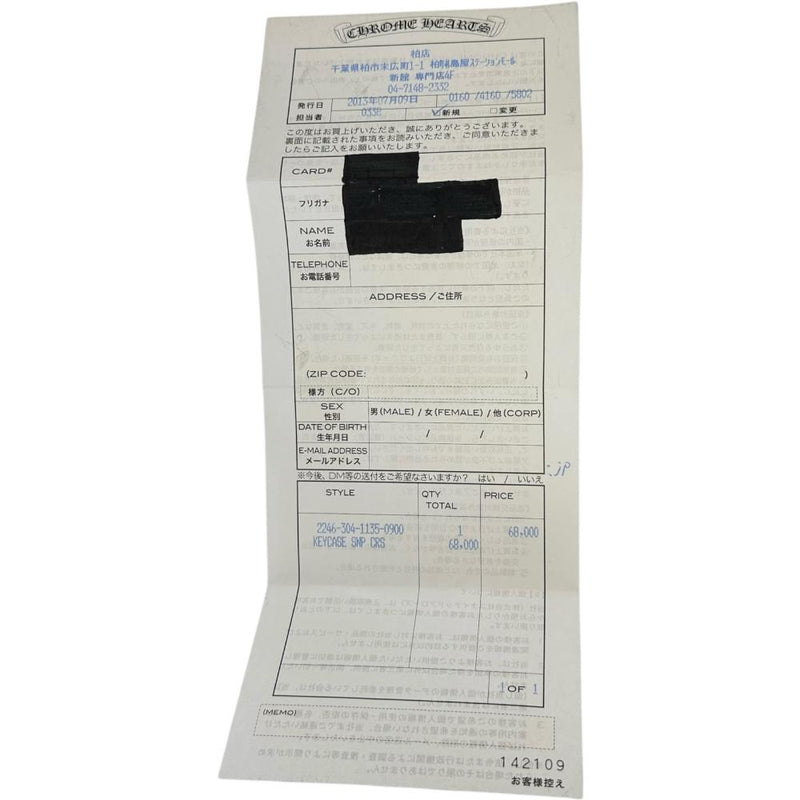 CHROME HEARTS
柏店
千葉県柏市末広町1-1 柏髙島屋ステーションモール
新館 専門店4F
04-7148-2332
発行日 2013年07月09日 0160 /4160 /5802
担当者 0338 ☑新規 □変更
この度はお買上げいただき、誠にありがとうございます。
裏面に記載された事項をお読みいただき、ご同意いただきま
したらご記入をお願いいたします。
CARD#
フリガナ
NAME
お名前
TELEPHONE
お電話番号
ADDRESS /ご住所
(ZIP CODE: )
様方 (C/O)
SEX
性別
男(MALE) / 女(FEMALE) / 他(CORP)
DATE OF BIRTH
生年月日
/ /
E-MAIL ADDRESS
メールアドレス
.jp
※今後、DM等の送付をご希望なさいますか? はい / いいえ
STYLE QTY PRICE
TOTAL
2246-304-1135-0900 1 68,000
KEYCASE SNP CRS 68,000
1 OF 1
(MEMO)
142109
お客様控え